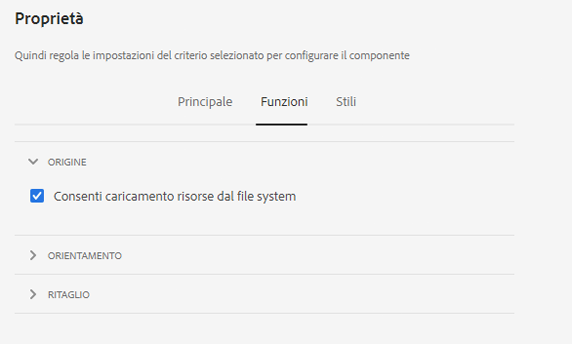 Proprietà
Quindi regola le impostazioni del criterio selezionato per configurare il componente
Principale Funzioni Stili
ORIGINE
Consenti caricamento risorse dal file system
ORIENTAMENTO
RITAGLIO